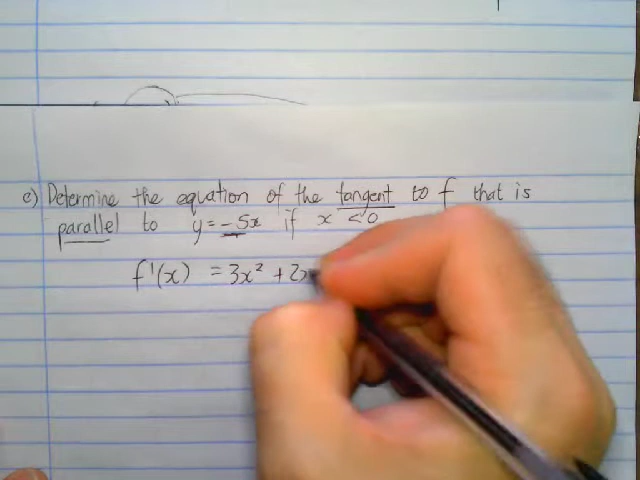 c) Determine the equation of the tangent to f that is
parallel to y = -5x if x < 0
f'(x) = 3x² + 2x